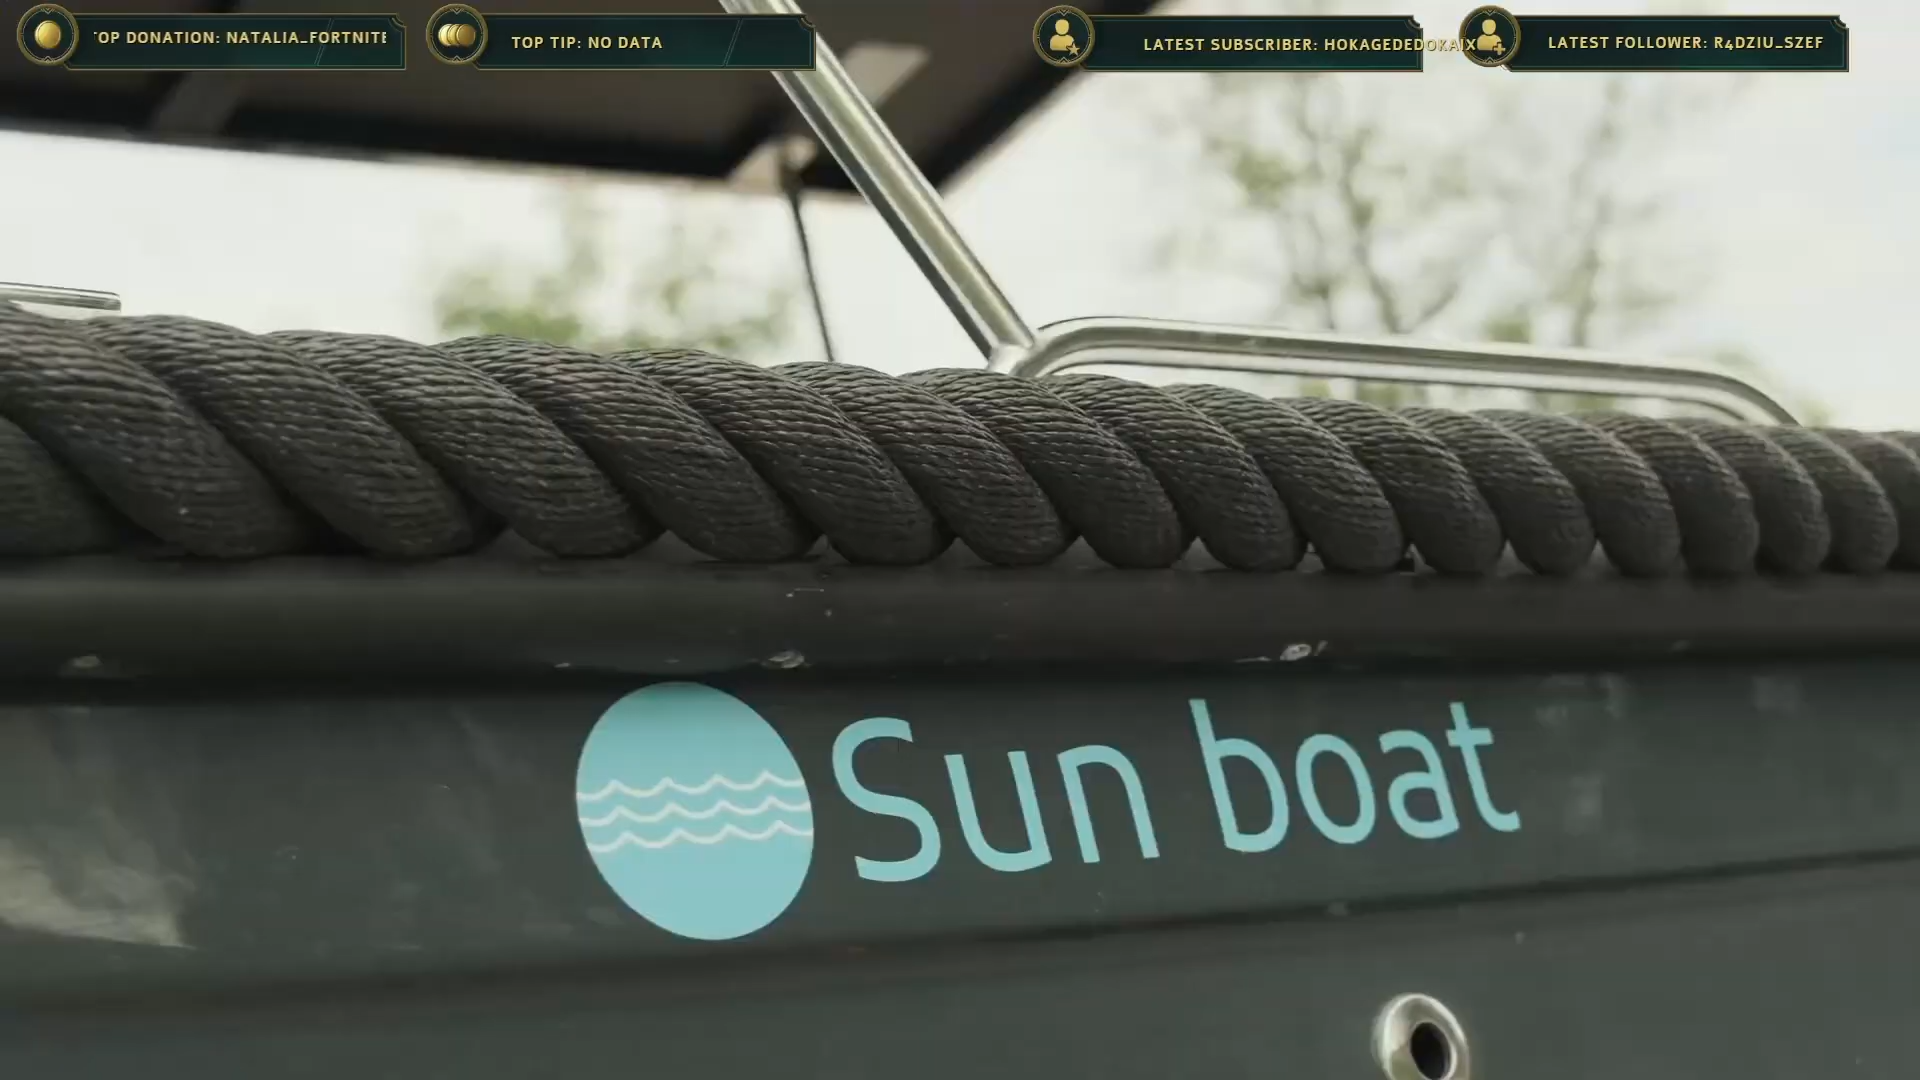 OP DONATION: NATALIA_FORTNITE
TOP TIP: NO DATA
LATEST SUBSCRIBER: HOKAGEDEDOKAIX
LATEST FOLLOWER: R4DZIU_SZEF
Sun boat